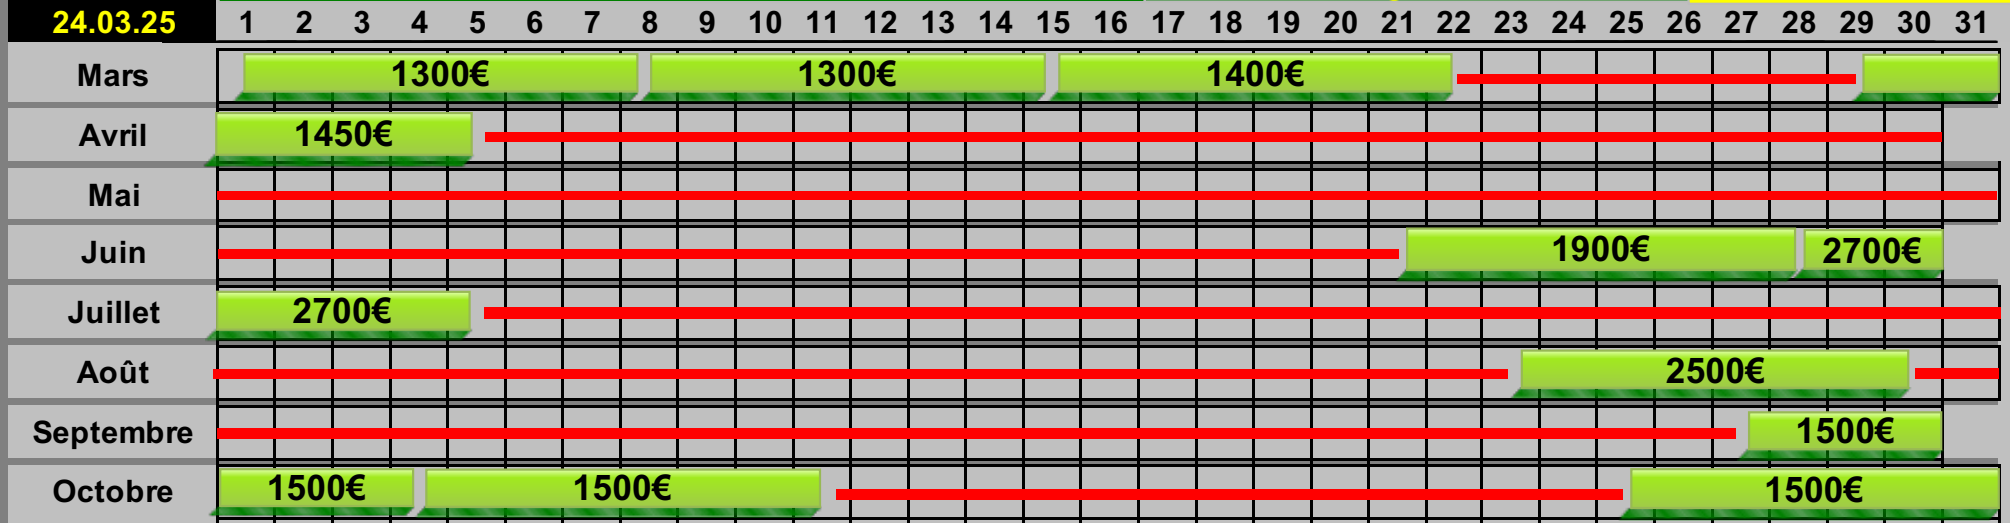 24.03.25 1 2 3 4 5 6 7 8 9 10 11 12 13 14 15 16 17 18 19 20 21 22 23 24 25 26 27 28 29 30 31
Mars 1300€ 1300€ 1400€
Avril 1450€
Mai
Juin 1900€ 2700€
Juillet 2700€
Août 2500€
Septembre 1500€
Octobre 1500€ 1500€ 1500€